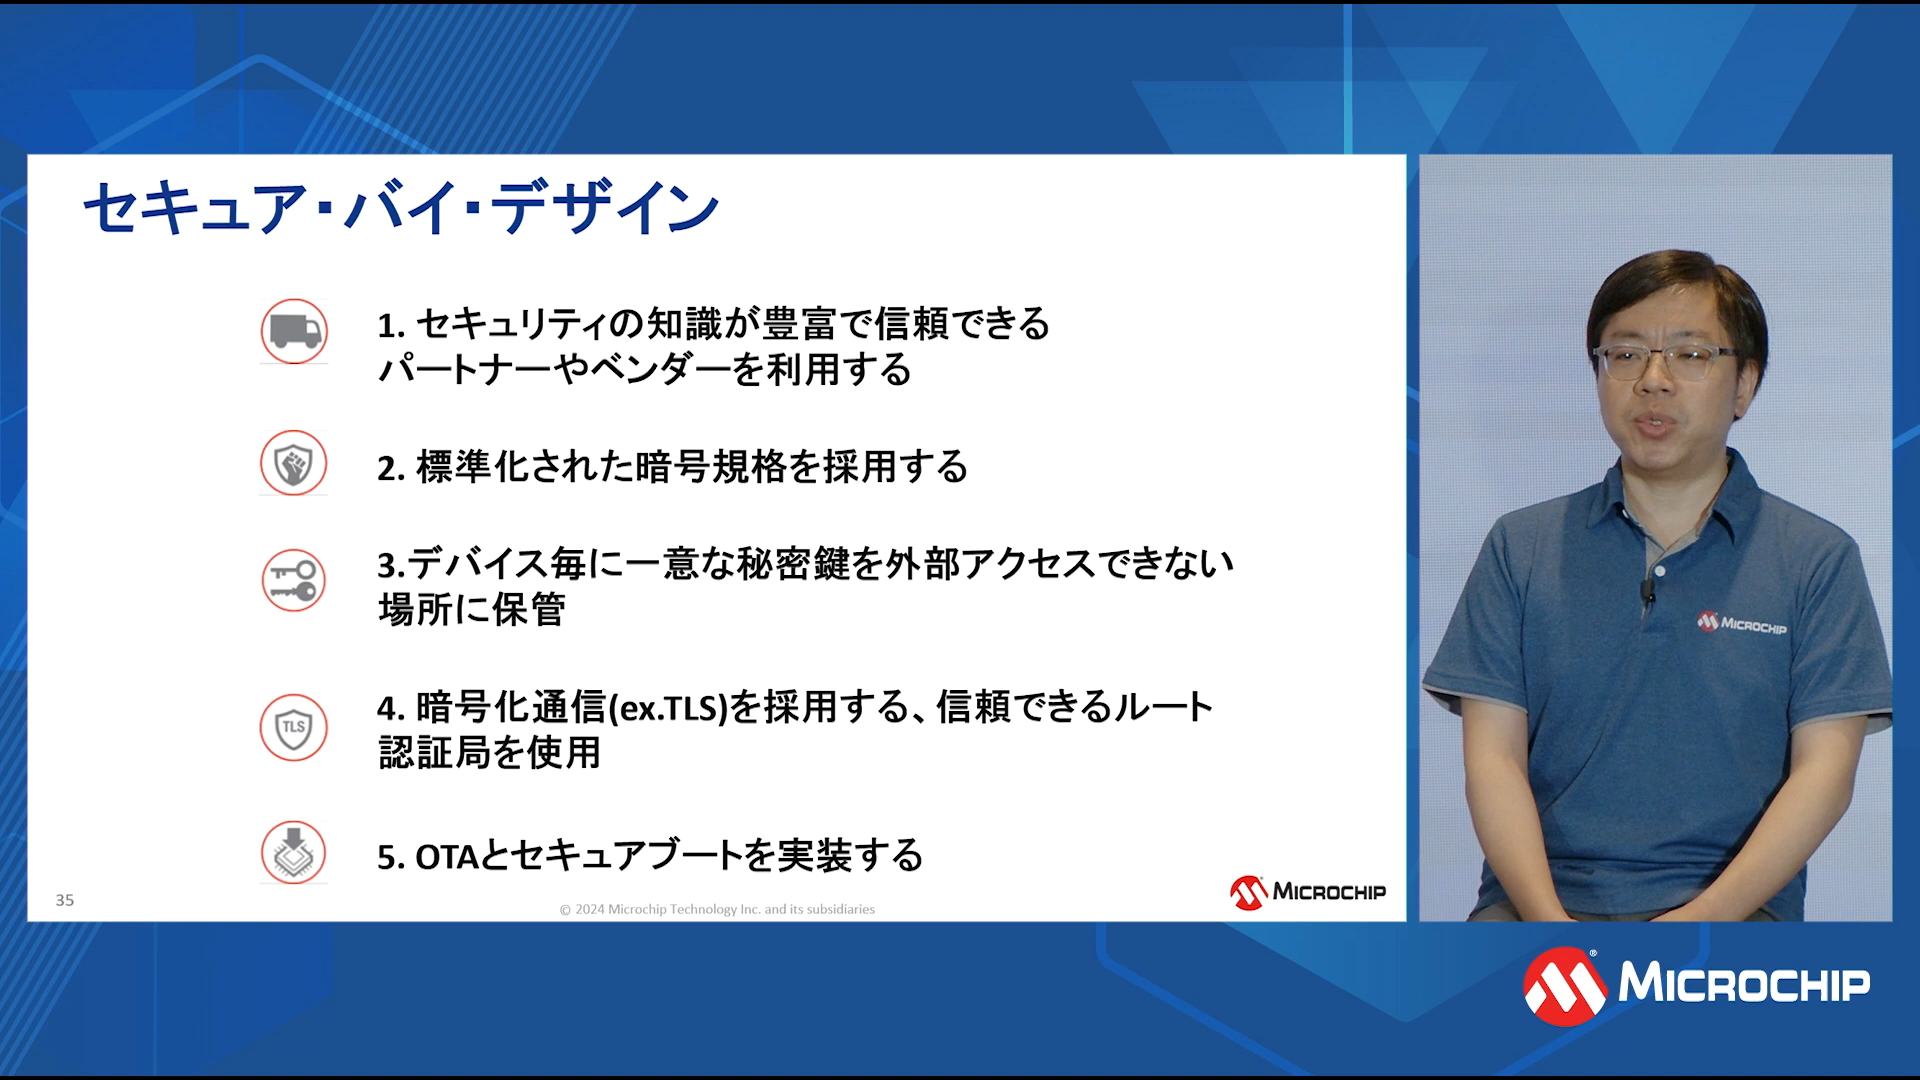 セキュア・バイ・デザイン
1. セキュリティの知識が豊富で信頼できる
パートナーやベンダーを利用する
2. 標準化された暗号規格を採用する
3.デバイス毎に一意な秘密鍵を外部アクセスできない
場所に保管
TLS
4. 暗号化通信(ex.TLS)を採用する、信頼できるルート
認証局を使用
5. OTAとセキュアブートを実装する
35
© 2024 Microchip Technology Inc. and its subsidiaries
MICROCHIP
MICROCHIP
MICROCHIP